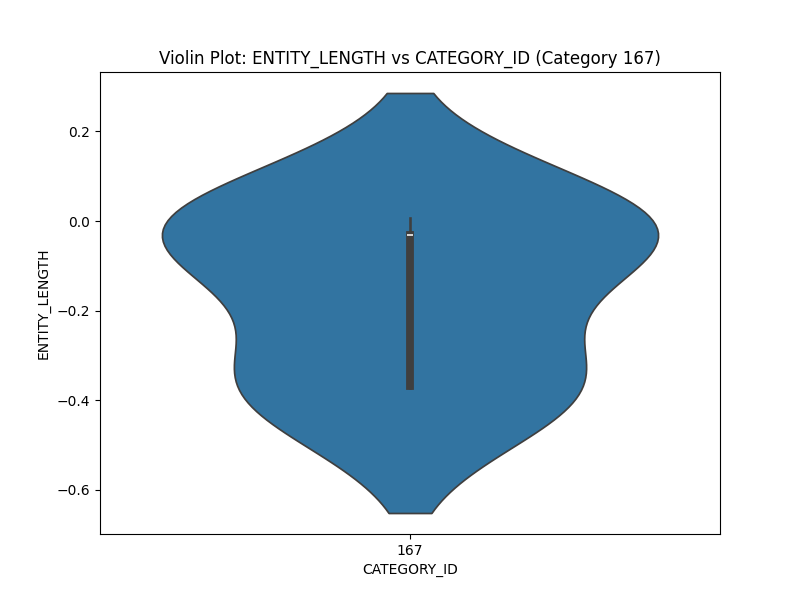 Violin Plot: ENTITY_LENGTH vs CATEGORY_ID (Category 167)
0.2
0.0
−0.2
−0.4
−0.6
ENTITY_LENGTH
167
CATEGORY_ID